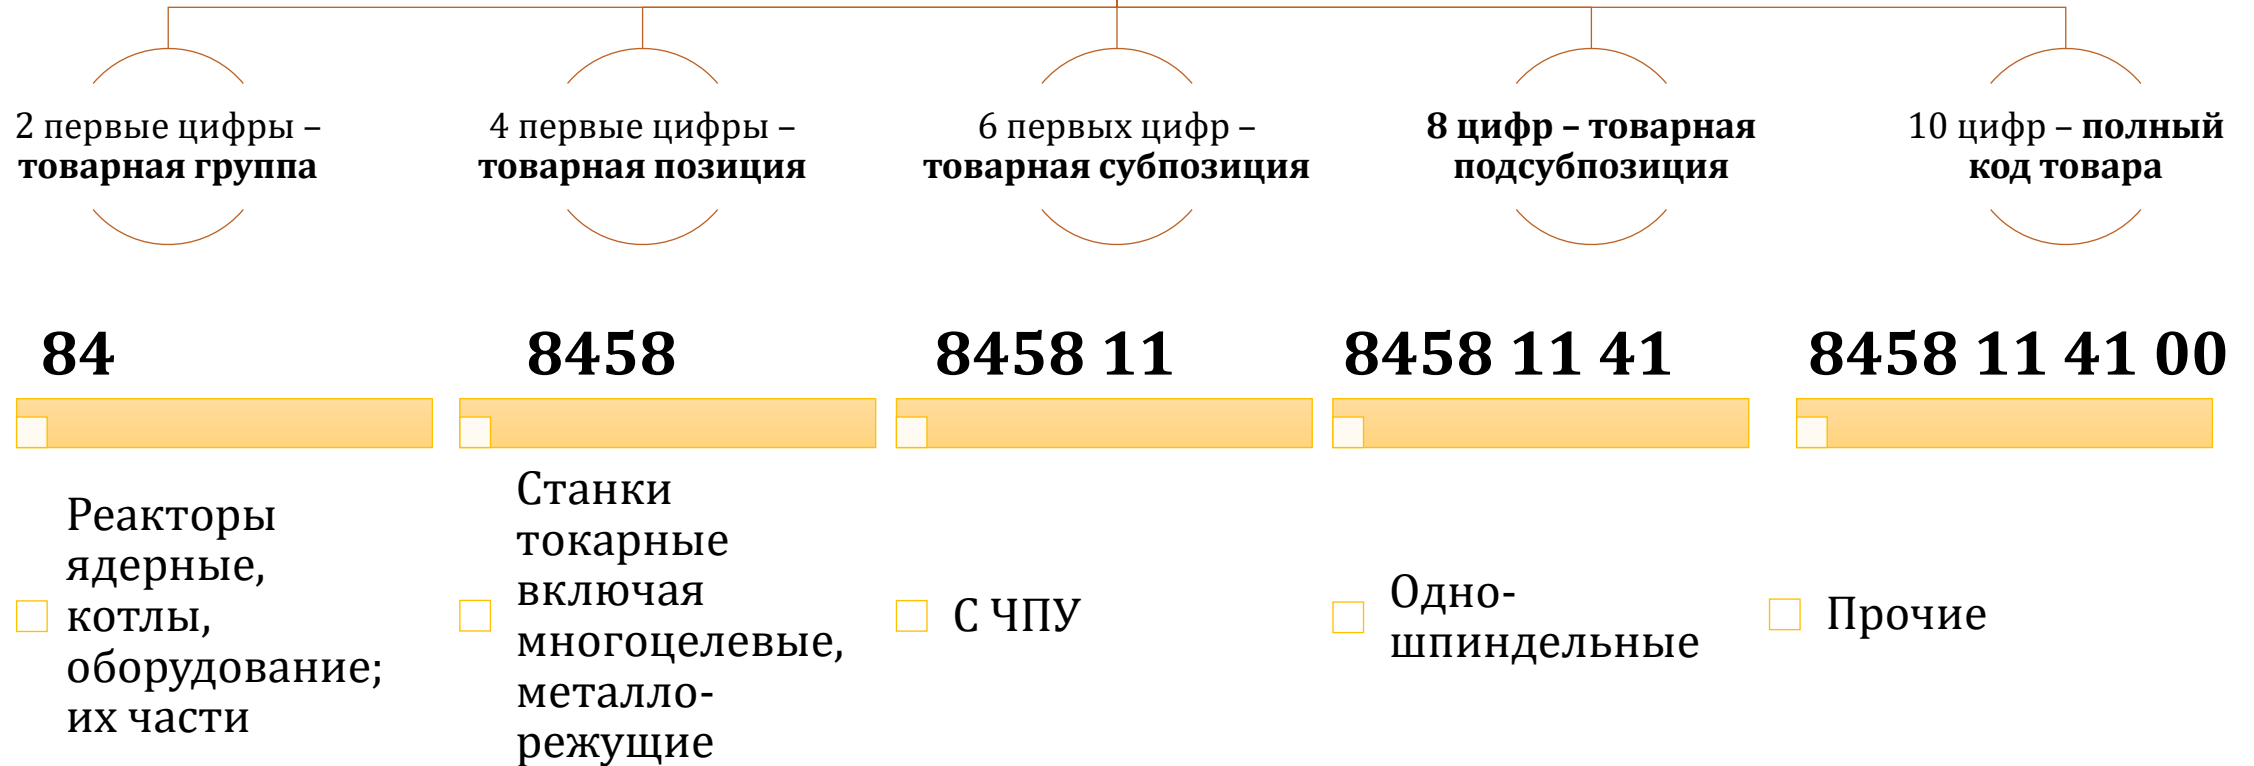 2 первые цифры –
товарная группа
4 первые цифры –
товарная позиция
6 первых цифр –
товарная субпозиция
8 цифр – товарная
подсубпозиция
10 цифр – полный
код товара
84
8458
8458 11
8458 11 41
8458 11 41 00
Реакторы
ядерные,
котлы,
оборудование;
их части
Станки
токарные
включая
многоцелевые,
металло-
режущие
С ЧПУ
Одно-
шпиндельные
Прочие